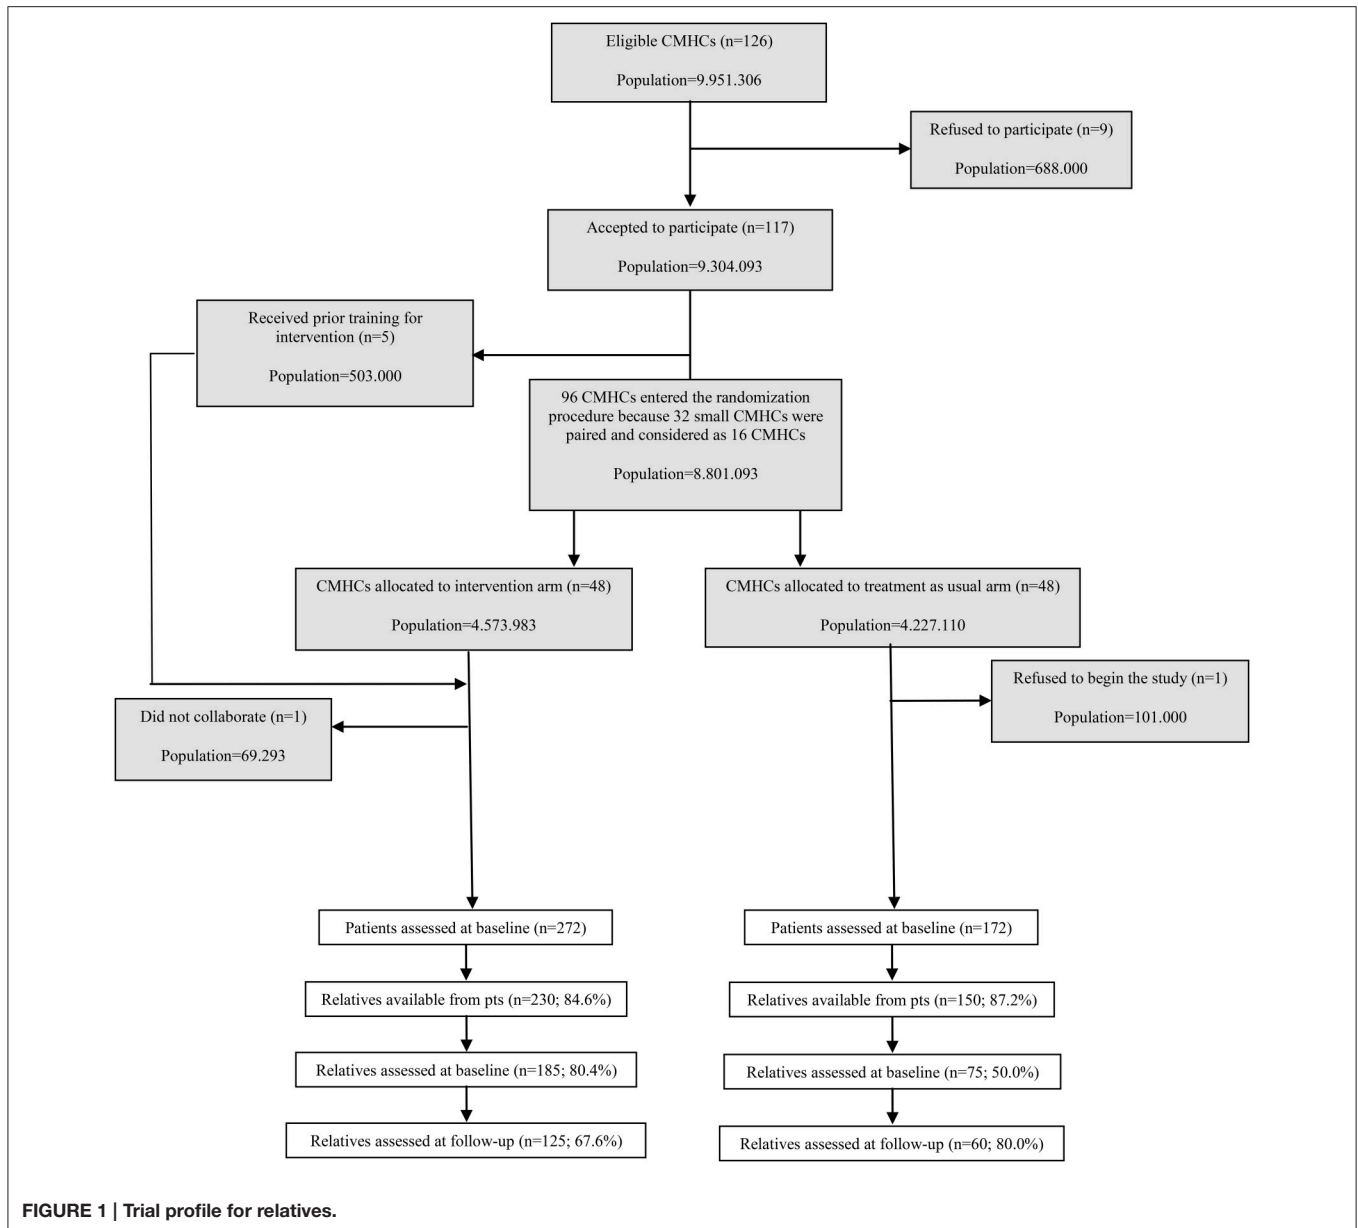 Eligible CMHCs (n=126)
Population=9.951.306
Refused to participate (n=9)
Population=688.000
Accepted to participate (n=117)
Population=9.304.093
Received prior training for
intervention (n=5)
Population=503.000
96 CMHCs entered the randomization
procedure because 32 small CMHCs were
paired and considered as 16 CMHCs
Population=8.801.093
CMHCs allocated to intervention arm (n=48)
Population=4.573.983
CMHCs allocated to treatment as usual arm (n=48)
Population=4.227.110
Refused to begin the study (n=1)
Population=101.000
Did not collaborate (n=1)
Population=69.293
Patients assessed at baseline (n=272)
Relatives available from pts (n=230; 84.6%)
Relatives assessed at baseline (n=185; 80.4%)
Relatives assessed at follow-up (n=125; 67.6%)
Patients assessed at baseline (n=172)
Relatives available from pts (n=150; 87.2%)
Relatives assessed at baseline (n=75; 50.0%)
Relatives assessed at follow-up (n=60; 80.0%)
FIGURE 1 | Trial profile for relatives.